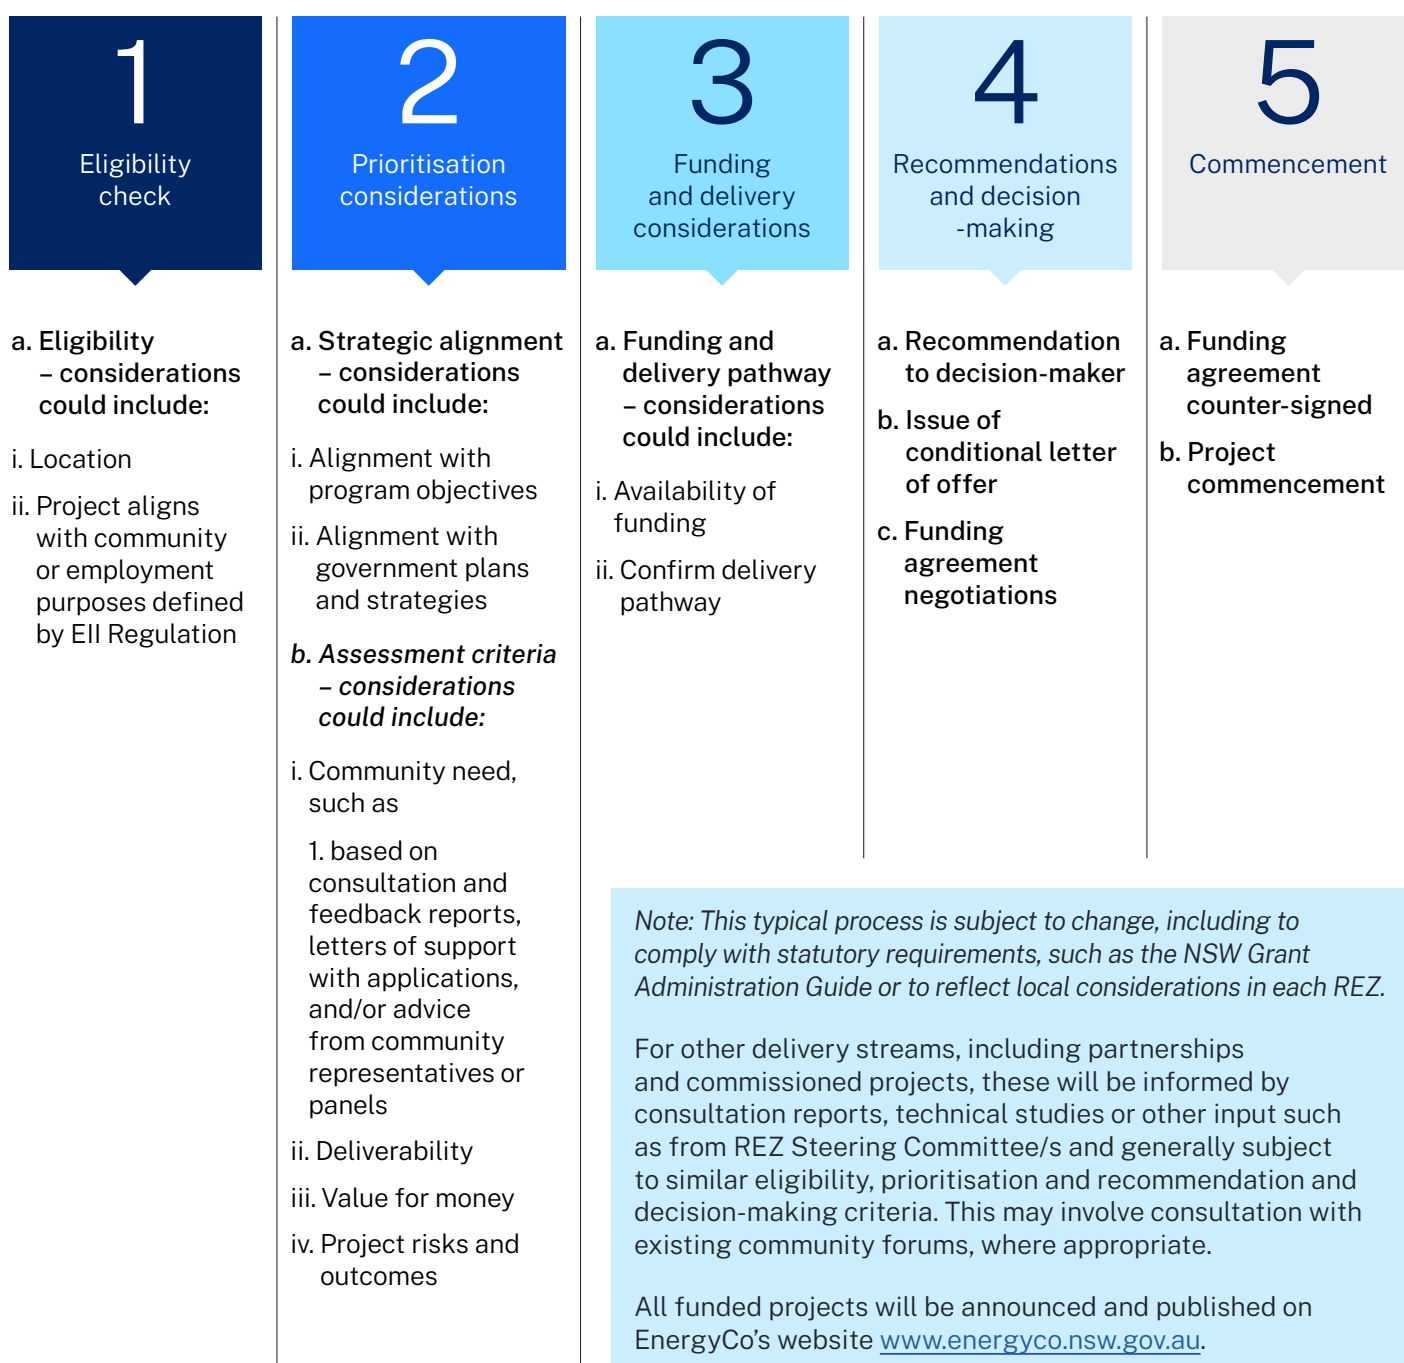 1
Eligibility
check
a. Eligibility
– considerations
could include:
i. Location
ii. Project aligns
with community
or employment
purposes defined
by EII Regulation
2
Prioritisation
considerations
a. Strategic alignment
– considerations
could include:
i. Alignment with
program objectives
ii. Alignment with
government plans
and strategies
b. Assessment criteria
– considerations
could include:
i. Community need,
such as
1. based on
consultation and
feedback reports,
letters of support
with applications,
and/or advice
from community
representatives or
panels
ii. Deliverability
iii. Value for money
iv. Project risks and
outcomes
3
Funding
and delivery
considerations
a. Funding and
delivery pathway
– considerations
could include:
i. Availability of
funding
ii. Confirm delivery
pathway
4
Recommendations
and decision
-making
a. Recommendation
to decision-maker
b. Issue of
conditional letter
of offer
c. Funding
agreement
negotiations
5
Commencement
a. Funding
agreement
counter-signed
b. Project
commencement
Note: This typical process is subject to change, including to
comply with statutory requirements, such as the NSW Grant
Administration Guide or to reflect local considerations in each REZ.
For other delivery streams, including partnerships
and commissioned projects, these will be informed by
consultation reports, technical studies or other input such
as from REZ Steering Committee/s and generally subject
to similar eligibility, prioritisation and recommendation and
decision-making criteria. This may involve consultation with
existing community forums, where appropriate.
All funded projects will be announced and published on
EnergyCo’s website www.energyco.nsw.gov.au.